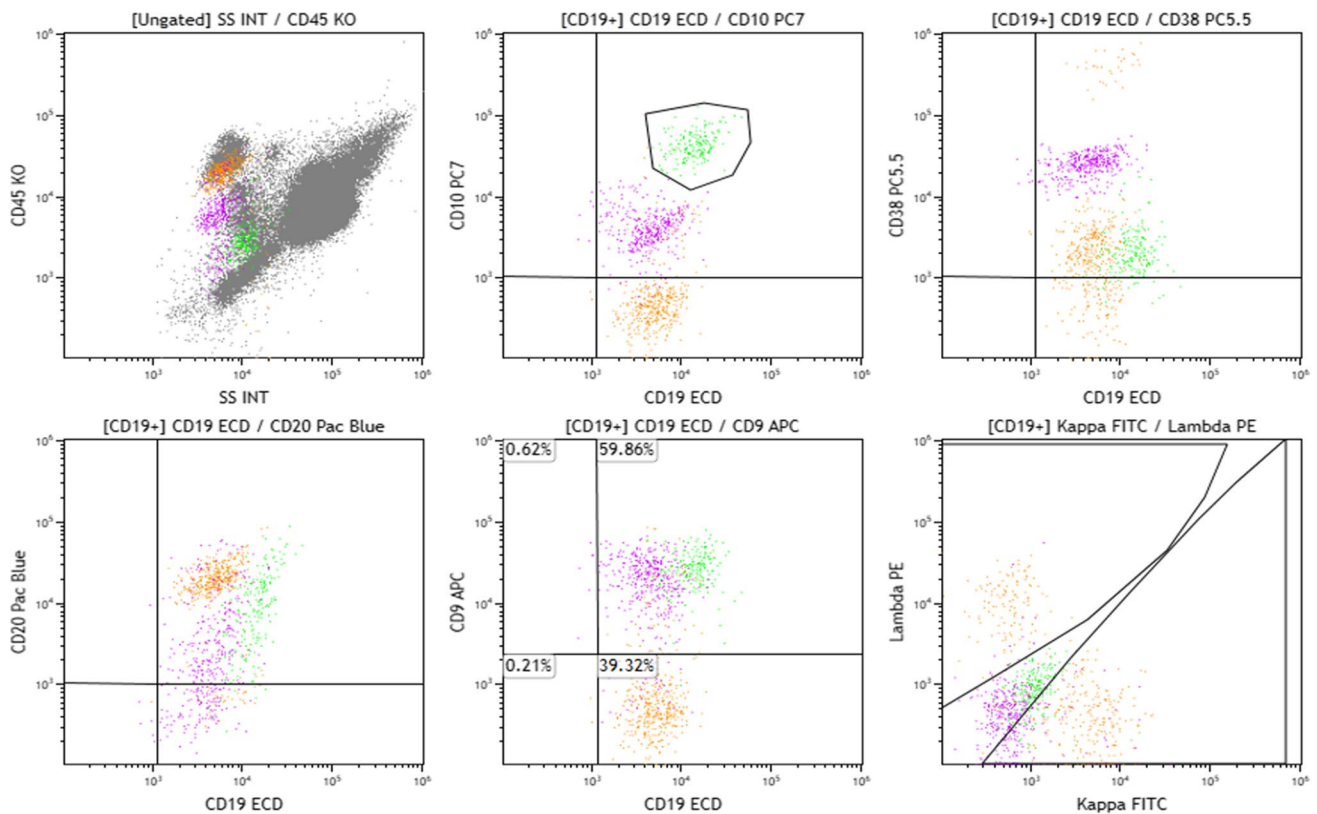 [Ungated] SS INT / CD45 KO
10⁶
10⁵
10⁴
10³
CD45 KO
10³ 10⁴ 10⁵ 10⁶
SS INT
[CD19+] CD19 ECD / CD10 PC7
10⁶
10⁵
10⁴
10³
CD10 PC7
10³ 10⁴ 10⁵ 10⁶
CD19 ECD
[CD19+] CD19 ECD / CD38 PC5.5
10⁶
10⁵
10⁴
10³
CD38 PC5.5
10³ 10⁴ 10⁵ 10⁶
CD19 ECD
[CD19+] CD19 ECD / CD20 Pac Blue
10⁶
10⁵
10⁴
10³
CD20 Pac Blue
10³ 10⁴ 10⁵ 10⁶
CD19 ECD
[CD19+] CD19 ECD / CD9 APC
0.62% 59.86%
0.21% 39.32%
10⁶
10⁵
10⁴
10³
CD9 APC
10³ 10⁴ 10⁵ 10⁶
CD19 ECD
[CD19+] Kappa FITC / Lambda PE
10⁶
10⁵
10⁴
10³
Lambda PE
10³ 10⁴ 10⁵ 10⁶
Kappa FITC